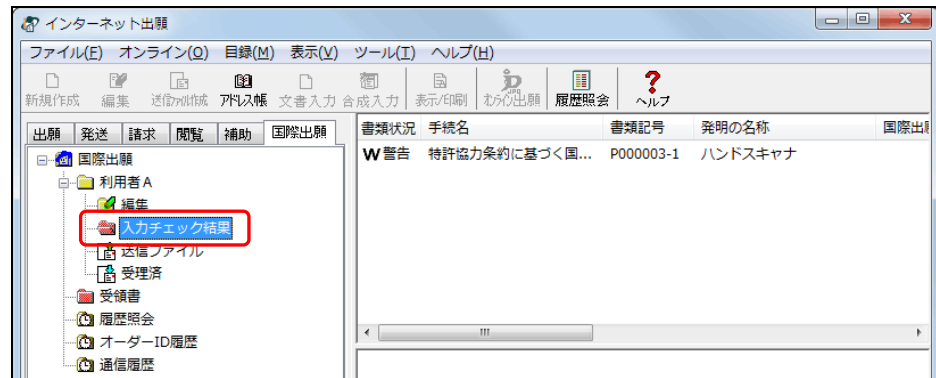 インターネット出願
ファイル(F) オンライン(O) 目録(M) 表示(V) ツール(T) ヘルプ(H)
新規作成 編集 送信ファイル作成 アドレス帳 文書入力 合成入力 表示/印刷 オンライン出願 履歴照会 ヘルプ
出願 発送 請求 閲覧 補助 国際出願
書類状況 手続名 書類記号 発明の名称 国際出願
W警告 特許協力条約に基づく国... P000003-1 ハンドスキャナ
国際出願
利用者A
編集
入力チェック結果
送信ファイル
受理済
受領書
履歴照会
オーダーID履歴
通信履歴